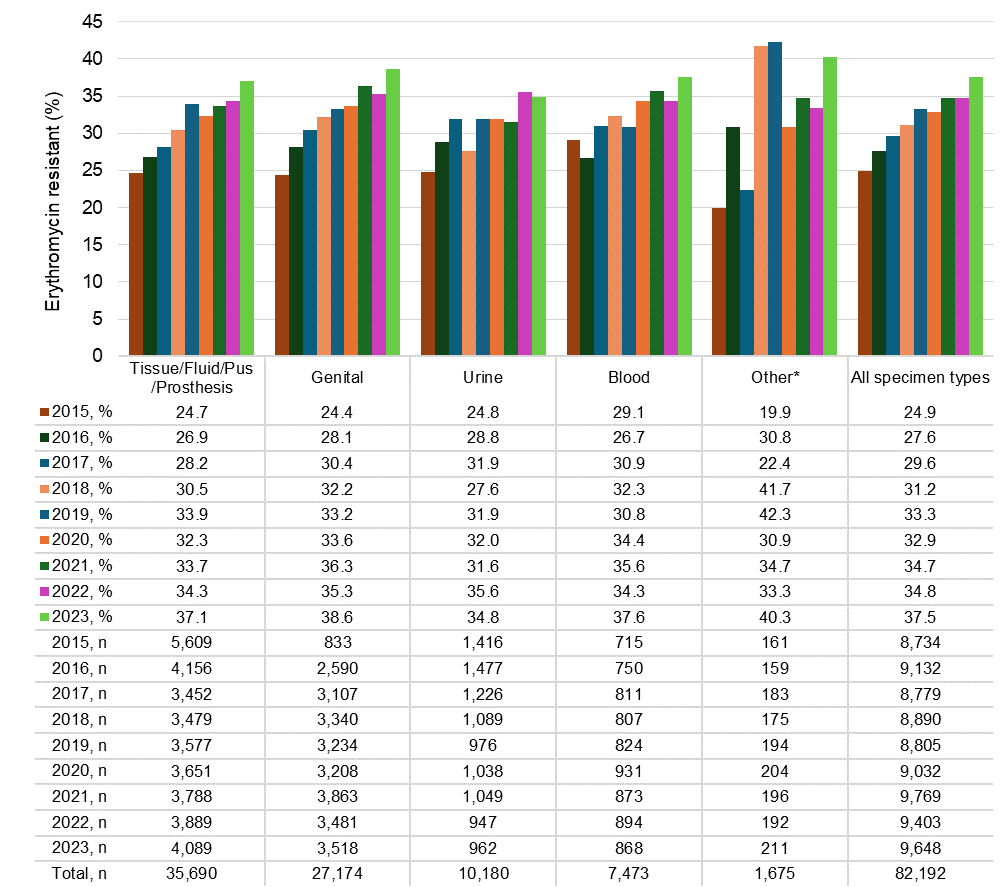 45
40
35
30
25
20
15
10
5
0
Erythromycin resistant (%)
Tissue/Fluid/Pus
/Prosthesis Genital Urine Blood Other* All specimen types
2015, % 24.7 24.4 24.8 29.1 19.9 24.9
2016, % 26.9 28.1 28.8 26.7 30.8 27.6
2017, % 28.2 30.4 31.9 30.9 22.4 29.6
2018, % 30.5 32.2 27.6 32.3 41.7 31.2
2019, % 33.9 33.2 31.9 30.8 42.3 33.3
2020, % 32.3 33.6 32.0 34.4 30.9 32.9
2021, % 33.7 36.3 31.6 35.6 34.7 34.7
2022, % 34.3 35.3 35.6 34.3 33.3 34.8
2023, % 37.1 38.6 34.8 37.6 40.3 37.5
2015, n 5,609 833 1,416 715 161 8,734
2016, n 4,156 2,590 1,477 750 159 9,132
2017, n 3,452 3,107 1,226 811 183 8,779
2018, n 3,479 3,340 1,089 807 175 8,890
2019, n 3,577 3,234 976 824 194 8,805
2020, n 3,651 3,208 1,038 931 204 9,032
2021, n 3,788 3,863 1,049 873 196 9,769
2022, n 3,889 3,481 947 894 192 9,403
2023, n 4,089 3,518 962 868 211 9,648
Total, n 35,690 27,174 10,180 7,473 1,675 82,192